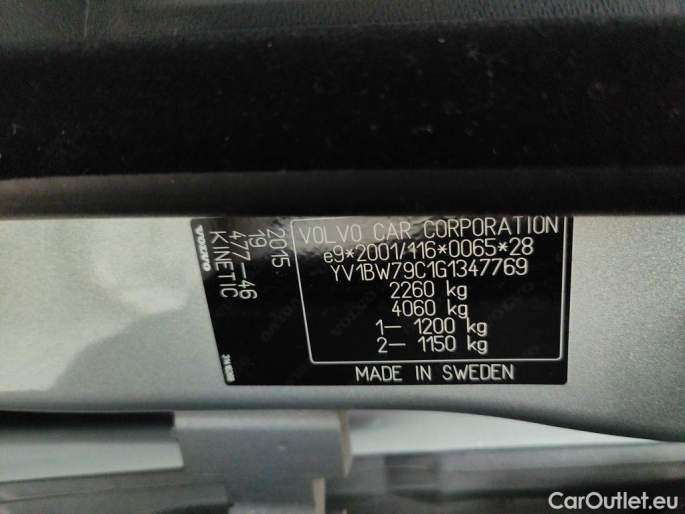 VOLVO CAR CORPORATION
e9*2001/116*0065*28
YV1BW79C1G1347769
2260 kg
4060 kg
1– 1200 kg
2– 1150 kg
MADE IN SWEDEN
2015
19
477–46
KINETIC
VOLVO
CarOutlet.eu